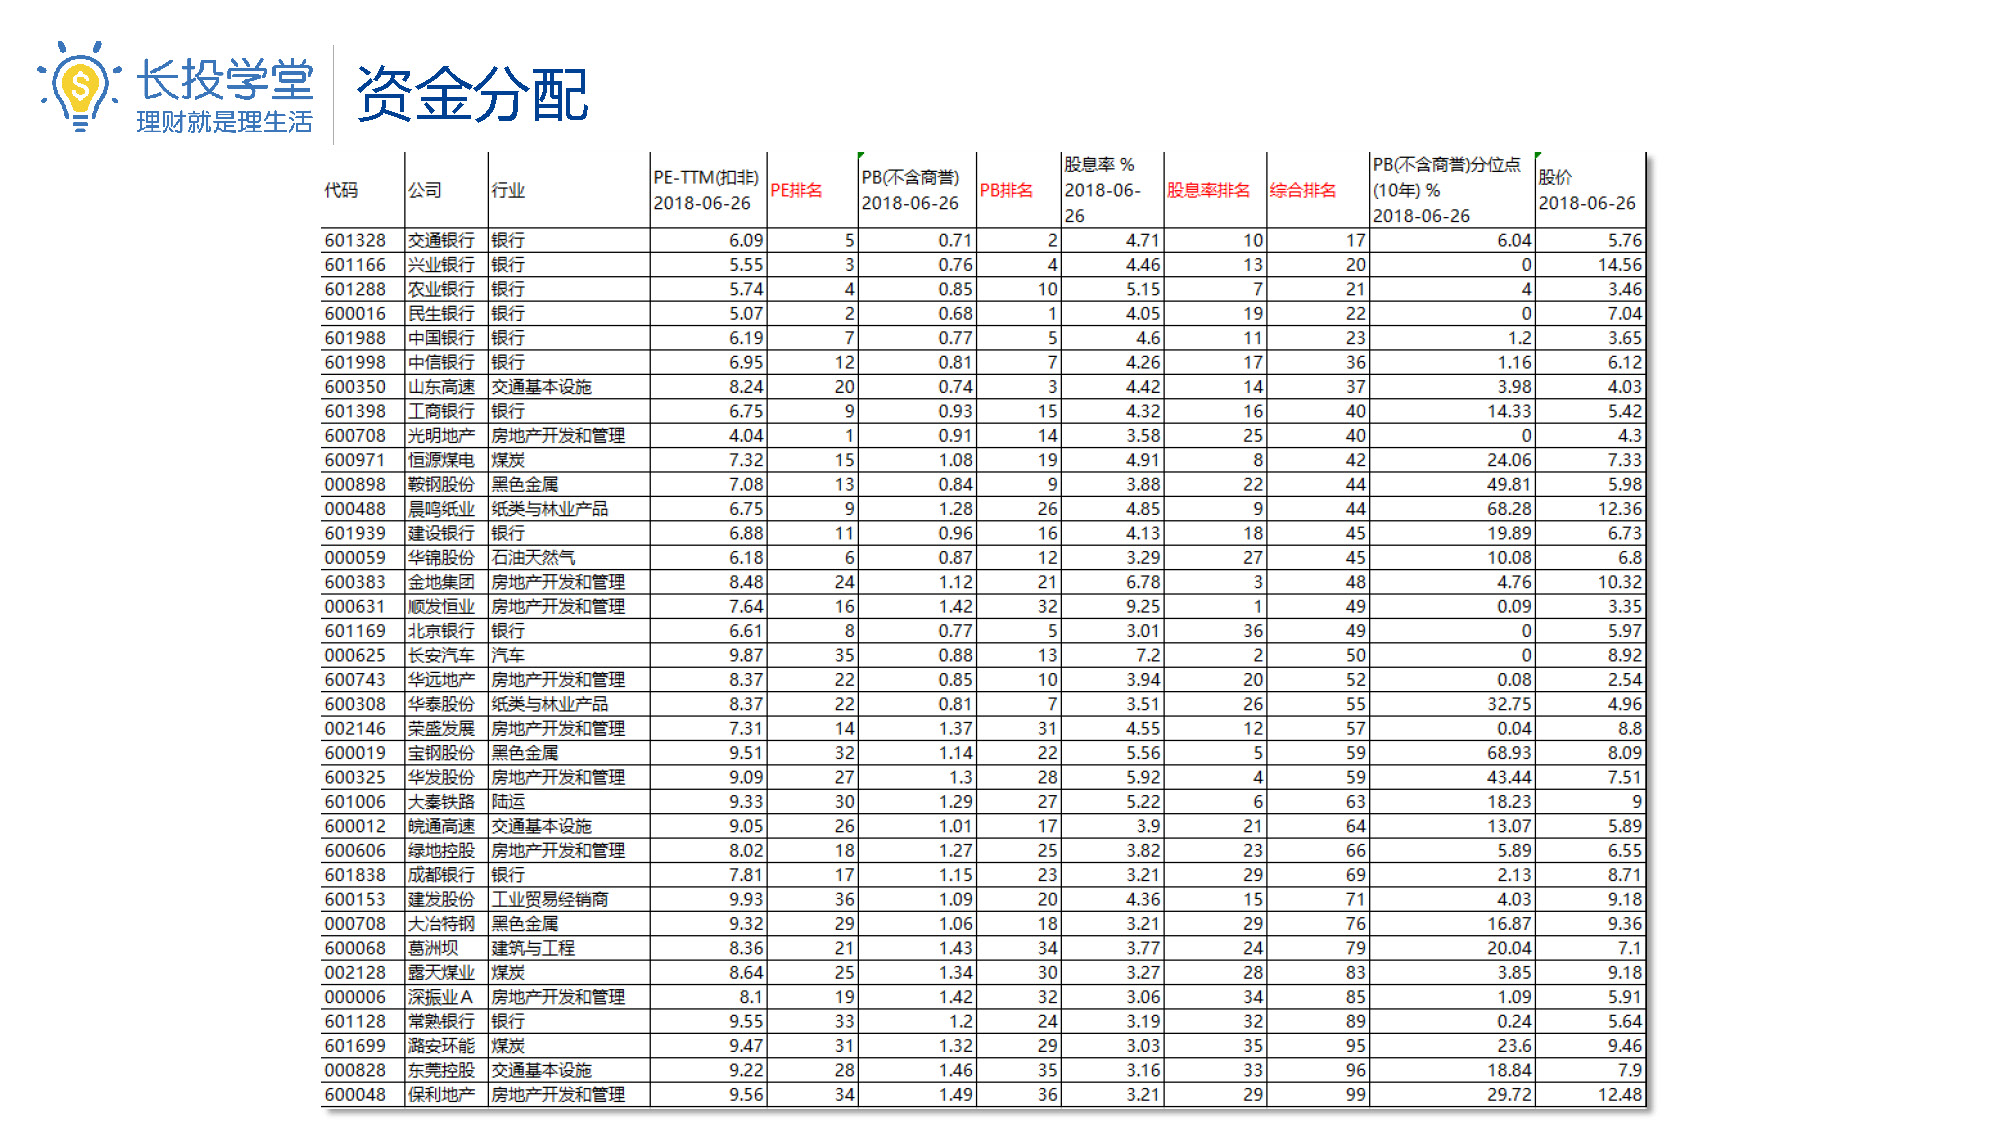 长投学堂
理财就是理生活
资金分配
代码 公司 行业 PE-TTM(扣非) 2018-06-26 PE排名 PB(不含商誉) 2018-06-26 PB排名 股息率 % 2018-06-26 股息率排名 综合排名 PB(不含商誉)分位点(10年) % 2018-06-26 股价 2018-06-26
601328 交通银行 银行 6.09 5 0.71 2 4.71 10 17 6.04 5.76
601166 兴业银行 银行 5.55 3 0.76 4 4.46 13 20 0 14.56
601288 农业银行 银行 5.74 4 0.85 10 5.15 7 21 4 3.46
600016 民生银行 银行 5.07 2 0.68 1 4.05 19 22 0 7.04
601988 中国银行 银行 6.19 7 0.77 5 4.6 11 23 1.2 3.65
601998 中信银行 银行 6.95 12 0.81 7 4.26 17 36 1.16 6.12
600350 山东高速 交通基本设施 8.24 20 0.74 3 4.42 14 37 3.98 4.03
601398 工商银行 银行 6.75 9 0.93 15 4.32 16 40 14.33 5.42
600708 光明地产 房地产开发和管理 4.04 1 0.91 14 3.58 25 40 0 4.3
600971 恒源煤电 煤炭 7.32 15 1.08 19 4.91 8 42 24.06 7.33
000898 鞍钢股份 黑色金属 7.08 13 0.84 9 3.88 22 44 49.81 5.98
000488 晨鸣纸业 纸类与林业产品 6.75 9 1.28 26 4.85 9 44 68.28 12.36
601939 建设银行 银行 6.88 11 0.96 16 4.13 18 45 19.89 6.73
000059 华锦股份 石油天然气 6.18 6 0.87 12 3.29 27 45 10.08 6.8
600383 金地集团 房地产开发和管理 8.48 24 1.12 21 6.78 3 48 4.76 10.32
000631 顺发恒业 房地产开发和管理 7.64 16 1.42 32 9.25 1 49 0.09 3.35
601169 北京银行 银行 6.61 8 0.77 5 3.01 36 49 0 5.97
000625 长安汽车 汽车 9.87 35 0.88 13 7.2 2 50 0 8.92
600743 华远地产 房地产开发和管理 8.37 22 0.85 10 3.94 20 52 0.08 2.54
600308 华泰股份 纸类与林业产品 8.37 22 0.81 7 3.51 26 55 32.75 4.96
002146 荣盛发展 房地产开发和管理 7.31 14 1.37 31 4.55 12 57 0.04 8.8
600019 宝钢股份 黑色金属 9.51 32 1.14 22 5.56 5 59 68.93 8.09
600325 华发股份 房地产开发和管理 9.09 27 1.3 28 5.92 4 59 43.44 7.51
601006 大秦铁路 陆运 9.33 30 1.29 27 5.22 6 63 18.23 9
600012 皖通高速 交通基本设施 9.05 26 1.01 17 3.9 21 64 13.07 5.89
600606 绿地控股 房地产开发和管理 8.02 18 1.27 25 3.82 23 66 5.89 6.55
601838 成都银行 银行 7.81 17 1.15 23 3.21 29 69 2.13 8.71
600153 建发股份 工业贸易经销商 9.93 36 1.09 20 4.36 15 71 4.03 9.18
000708 大冶特钢 黑色金属 9.32 29 1.06 18 3.21 29 76 16.87 9.36
600068 葛洲坝 建筑与工程 8.36 21 1.43 34 3.77 24 79 20.04 7.1
002128 露天煤业 煤炭 8.64 25 1.34 30 3.27 28 83 3.85 9.18
000006 深振业A 房地产开发和管理 8.1 19 1.42 32 3.06 34 85 1.09 5.91
601128 常熟银行 银行 9.55 33 1.2 24 3.19 32 89 0.24 5.64
601699 潞安环能 煤炭 9.47 31 1.32 29 3.03 35 95 23.6 9.46
000828 东莞控股 交通基本设施 9.22 28 1.46 35 3.16 33 96 18.84 7.9
600048 保利地产 房地产开发和管理 9.56 34 1.49 36 3.21 29 99 29.72 12.48